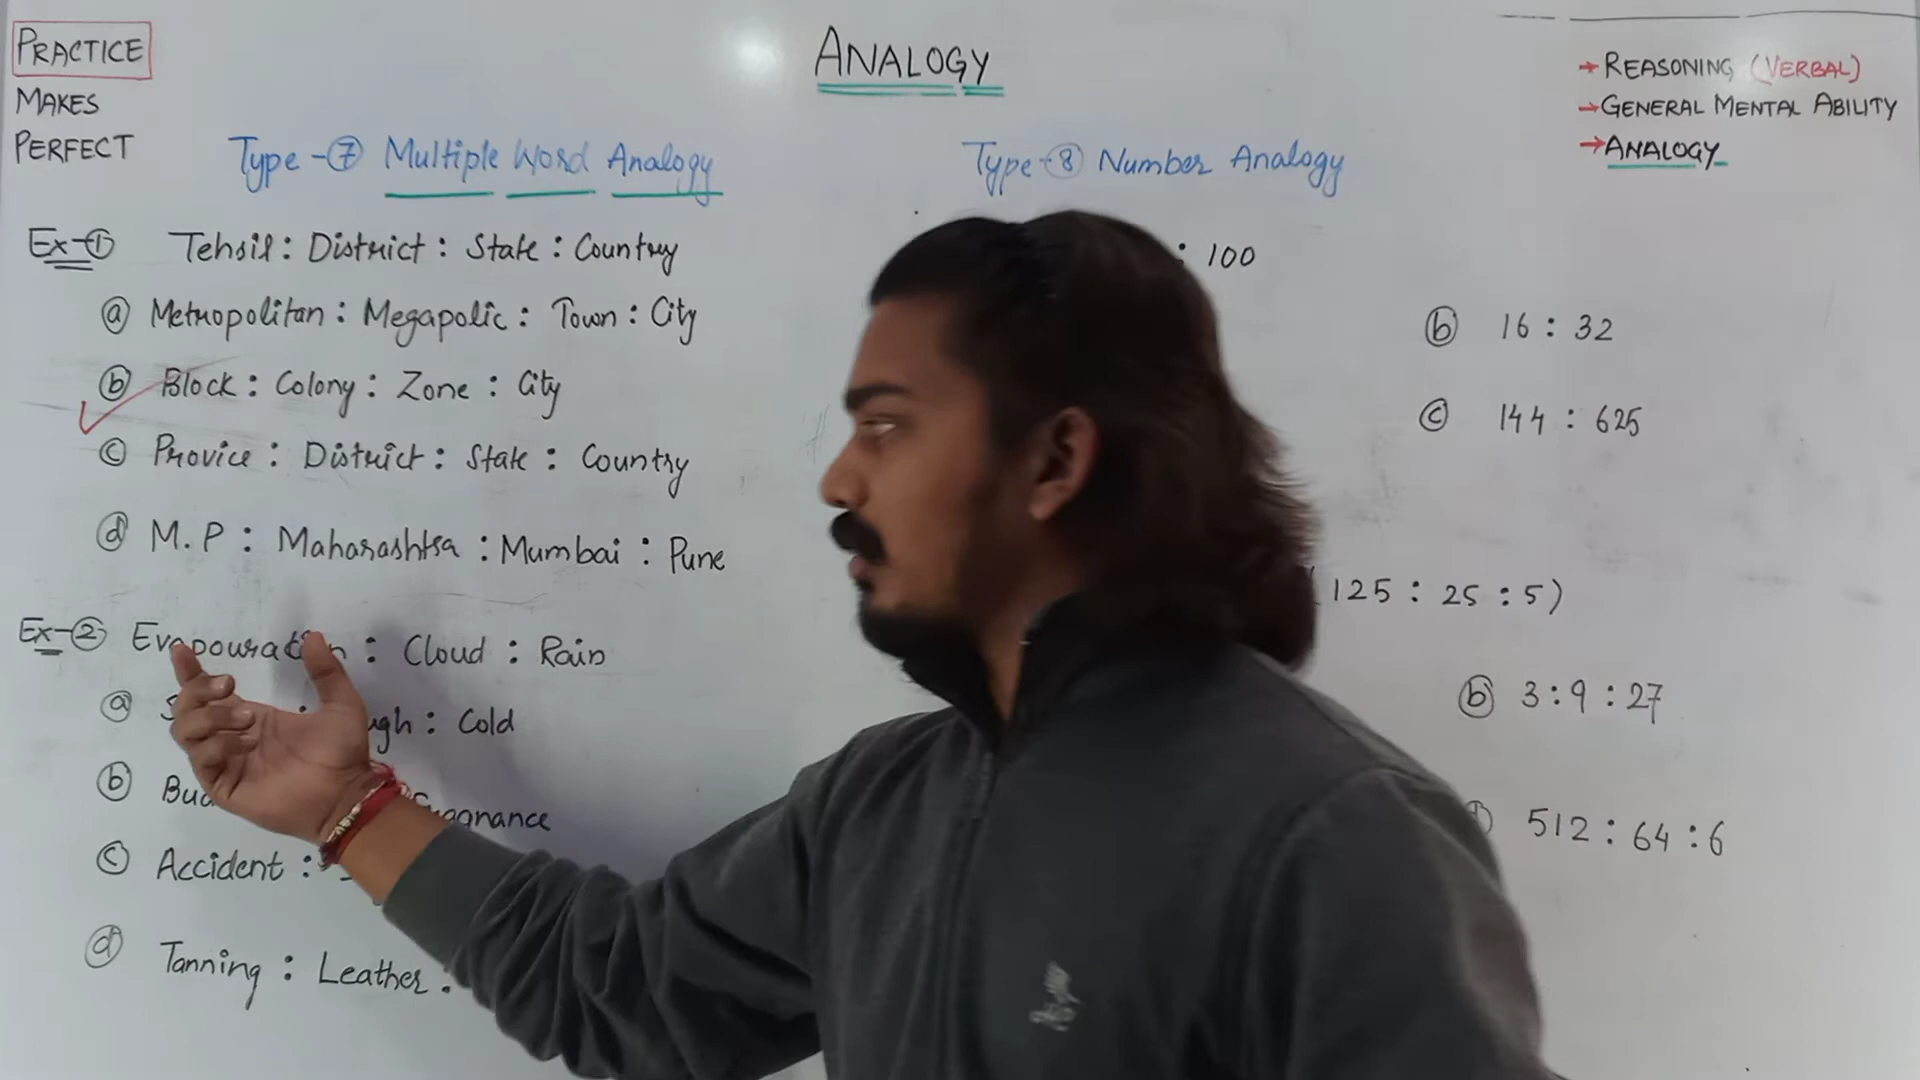 PRACTICE
MAKES
PERFECT
ANALOGY
→ REASONING (VERBAL)
→ GENERAL MENTAL ABILITY
→ ANALOGY
Type-⑦ Multiple Word Analogy
Ex-① Tehsil : District : State : Country
ⓐ Metropolitan : Megapolic : Town : City
ⓑ Block : Colony : Zone : City
ⓒ Provice : District : State : Country
ⓓ M.P : Maharashtra : Mumbai : Pune
Ex-② Evapouration : Cloud : Rain
ⓐ : Cold
ⓑ
ⓒ Accident :
ⓓ Tanning : Leather :
Type-⑧ Number Analogy
: 100
ⓑ 16 : 32
ⓒ 144 : 625
(125 : 25 : 5)
ⓑ 3 : 9 : 27
512 : 64 : 6